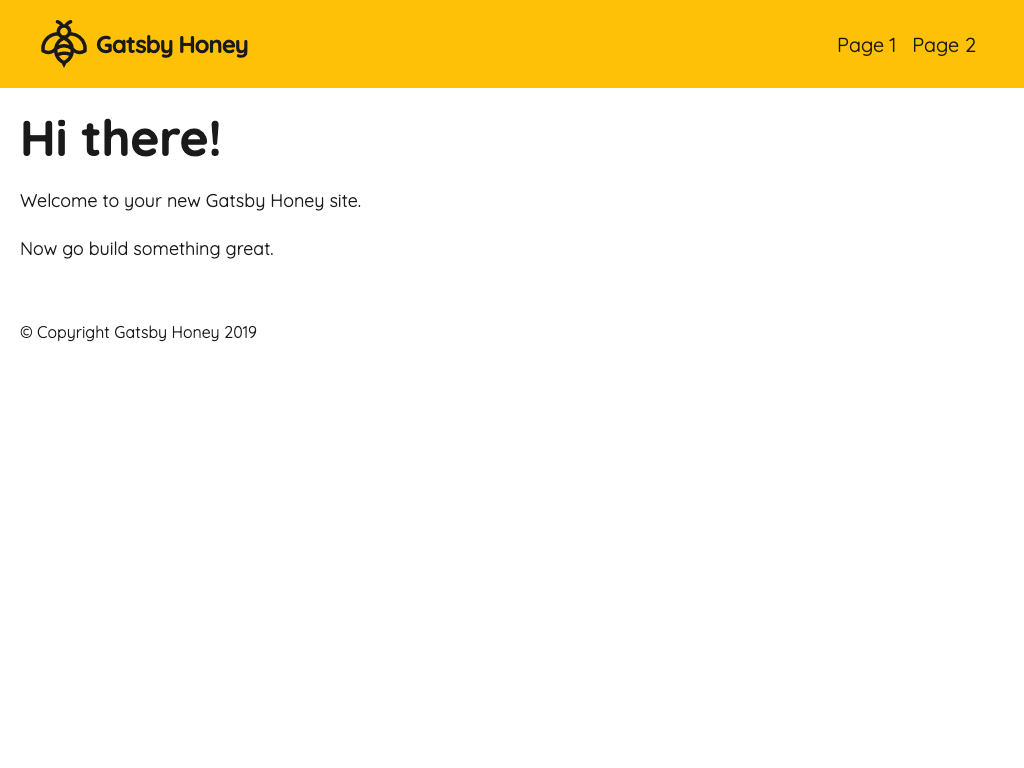 Gatsby Honey
Page 1 Page 2
Hi there!
Welcome to your new Gatsby Honey site.
Now go build something great.
© Copyright Gatsby Honey 2019